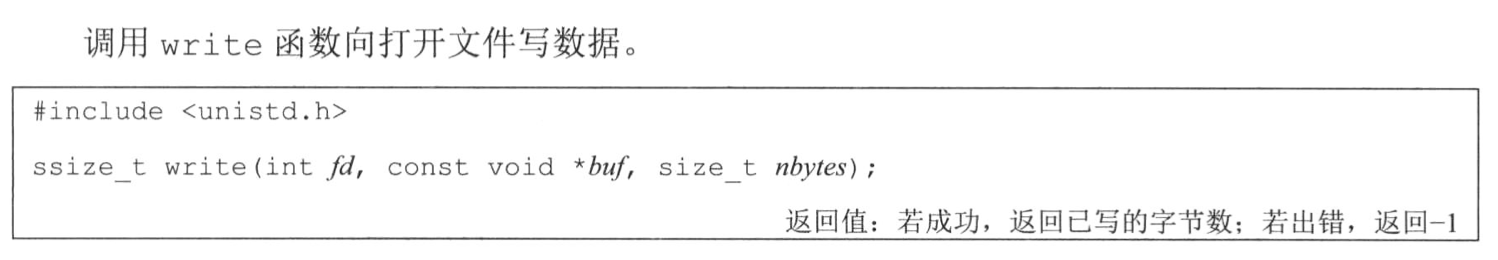 调用 write 函数向打开文件写数据。
#include <unistd.h>
ssize_t write(int fd, const void *buf, size_t nbytes);
返回值：若成功，返回已写的字节数；若出错，返回-1